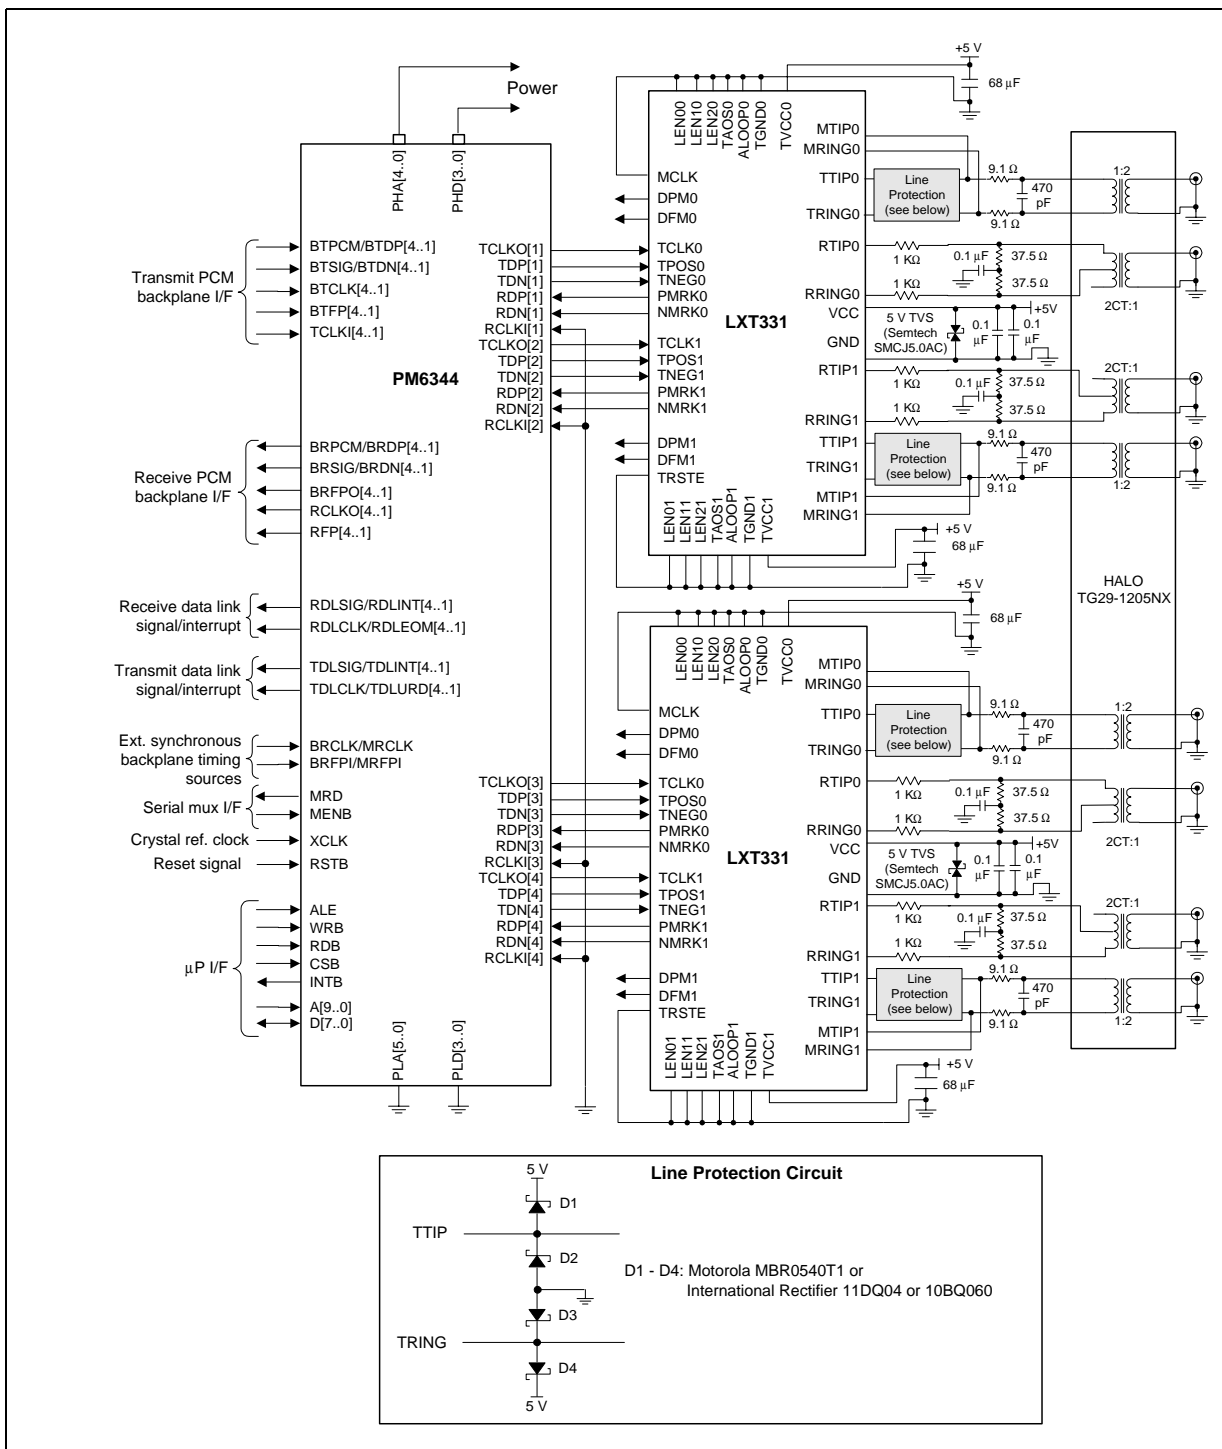 Power
PHA[4..0]
PHD[3..0]
PM6344
Transmit PCM
backplane I/F
BTPCM/BTDP[4..1]
BTSIG/BTDN[4..1]
BTCLK[4..1]
BTFP[4..1]
TCLKI[4..1]
Receive PCM
backplane I/F
BRPCM/BRDP[4..1]
BRSIG/BRDN[4..1]
BRFPO[4..1]
RCLKO[4..1]
RFP[4..1]
Receive data link
signal/interrupt
RDLSIG/RDLINT[4..1]
RDLCLK/RDLEOM[4..1]
Transmit data link
signal/interrupt
TDLSIG/TDLINT[4..1]
TDLCLK/TDLURD[4..1]
Ext. synchronous
backplane timing
sources
BRCLK/MRCLK
BRFPI/MRFPI
Serial mux I/F
MRD
MENB
Crystal ref. clock
XCLK
Reset signal
RSTB
µP I/F
ALE
WRB
RDB
CSB
INTB
A[9..0]
D[7..0]
PLA[5..0]
PLD[3..0]
TCLKO[1]
TDP[1]
TDN[1]
RDP[1]
RDN[1]
RCLKI[1]
TCLKO[2]
TDP[2]
TDN[2]
RDP[2]
RDN[2]
RCLKI[2]
TCLKO[3]
TDP[3]
TDN[3]
RDP[3]
RDN[3]
RCLKI[3]
TCLKO[4]
TDP[4]
TDN[4]
RDP[4]
RDN[4]
RCLKI[4]
LEN00
LEN10
LEN20
TAOS0
ALOOP0
TGND0
TVCC0
+5 V
68 µF
MCLK
DPM0
DFM0
TCLK0
TPOS0
TNEG0
PMRK0
NMRK0
TCLK1
TPOS1
TNEG1
PMRK1
NMRK1
DPM1
DFM1
TRSTE
LXT331
MTIP0
MRING0
TTIP0
TRING0
RTIP0
RRING0
VCC
GND
RTIP1
RRING1
TTIP1
TRING1
MTIP1
MRING1
LEN01
LEN11
LEN21
TAOS1
ALOOP1
TGND1
TVCC1
Line
Protection
(see below)
9.1 Ω
9.1 Ω
470
pF
1:2
1 KΩ
1 KΩ
0.1 µF
37.5 Ω
37.5 Ω
2CT:1
5 V TVS
(Semtech
SMCJ5.0AC)
0.1
µF
0.1
µF
+5V
1 KΩ
1 KΩ
0.1 µF
37.5 Ω
37.5 Ω
2CT:1
Line
Protection
(see below)
9.1 Ω
9.1 Ω
470
pF
1:2
+5 V
68 µF
HALO
TG29-1205NX
LEN00
LEN10
LEN20
TAOS0
ALOOP0
TGND0
TVCC0
+5 V
68 µF
MCLK
DPM0
DFM0
TCLK0
TPOS0
TNEG0
PMRK0
NMRK0
TCLK1
TPOS1
TNEG1
PMRK1
NMRK1
DPM1
DFM1
TRSTE
LXT331
MTIP0
MRING0
TTIP0
TRING0
RTIP0
RRING0
VCC
GND
RTIP1
RRING1
TTIP1
TRING1
MTIP1
MRING1
LEN01
LEN11
LEN21
TAOS1
ALOOP1
TGND1
TVCC1
Line
Protection
(see below)
9.1 Ω
9.1 Ω
470
pF
1:2
1 KΩ
1 KΩ
0.1 µF
37.5 Ω
37.5 Ω
2CT:1
5 V TVS
(Semtech
SMCJ5.0AC)
0.1
µF
0.1
µF
+5V
1 KΩ
1 KΩ
0.1 µF
37.5 Ω
37.5 Ω
2CT:1
Line
Protection
(see below)
9.1 Ω
9.1 Ω
470
pF
1:2
+5 V
68 µF
Line Protection Circuit
5 V
D1
TTIP
D2
D3
TRING
D4
5 V
D1 - D4: Motorola MBR0540T1 or
International Rectifier 11DQ04 or 10BQ060